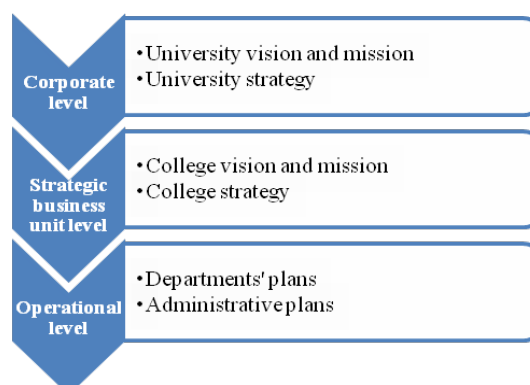 Corporate
level
•University vision and mission
•University strategy
Strategic
business
unit level
•College vision and mission
•College strategy
Operational
level
•Departments' plans
•Administrative plans